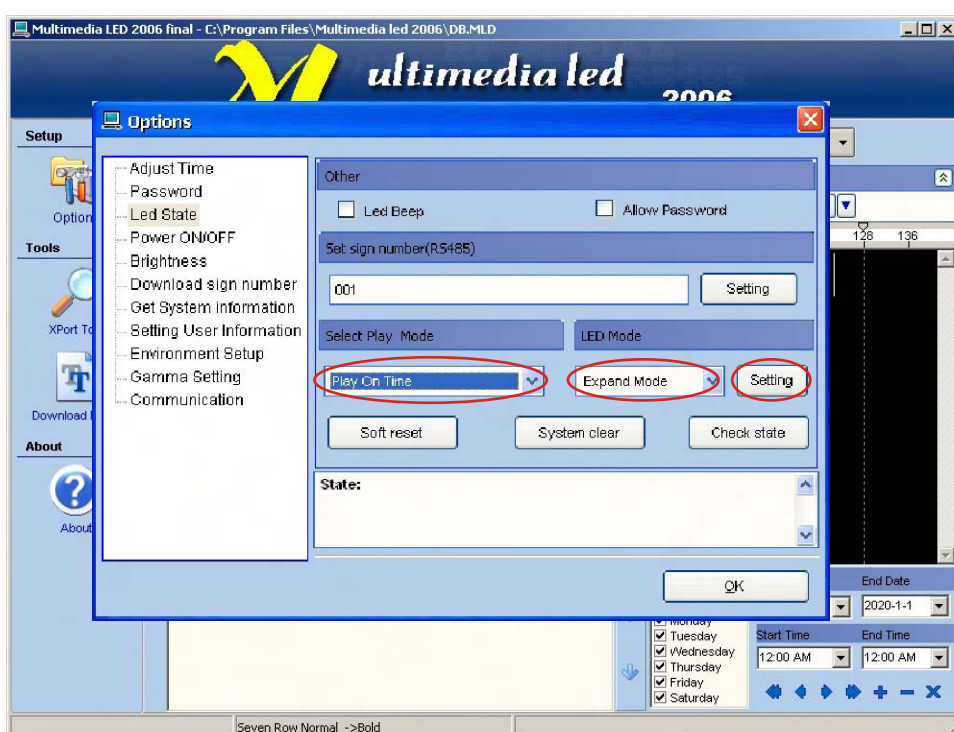 Multimedia LED 2006 final - C:\Program Files\Multimedia led 2006\DB.MLD
Multimedia led
2006
Setup
Option
Tools
XPort To
Download
About
About
Options
Adjust Time
Password
Led State
Power ON/OFF
Brightness
Download sign number
Get System information
Setting User Information
Environment Setup
Gamma Setting
Communication
Other
Led Beep
Allow Password
Set sign number(RS485)
001
Setting
Select Play Mode
LED Mode
Play On Time
Expand Mode
Setting
Soft reset
System clear
Check state
State:
OK
128 136
End Date
2020-1-1
Monday
Tuesday
Wednesday
Thursday
Friday
Saturday
Start Time
End Time
12:00 AM
12:00 AM
Seven Row Normal ->Bold